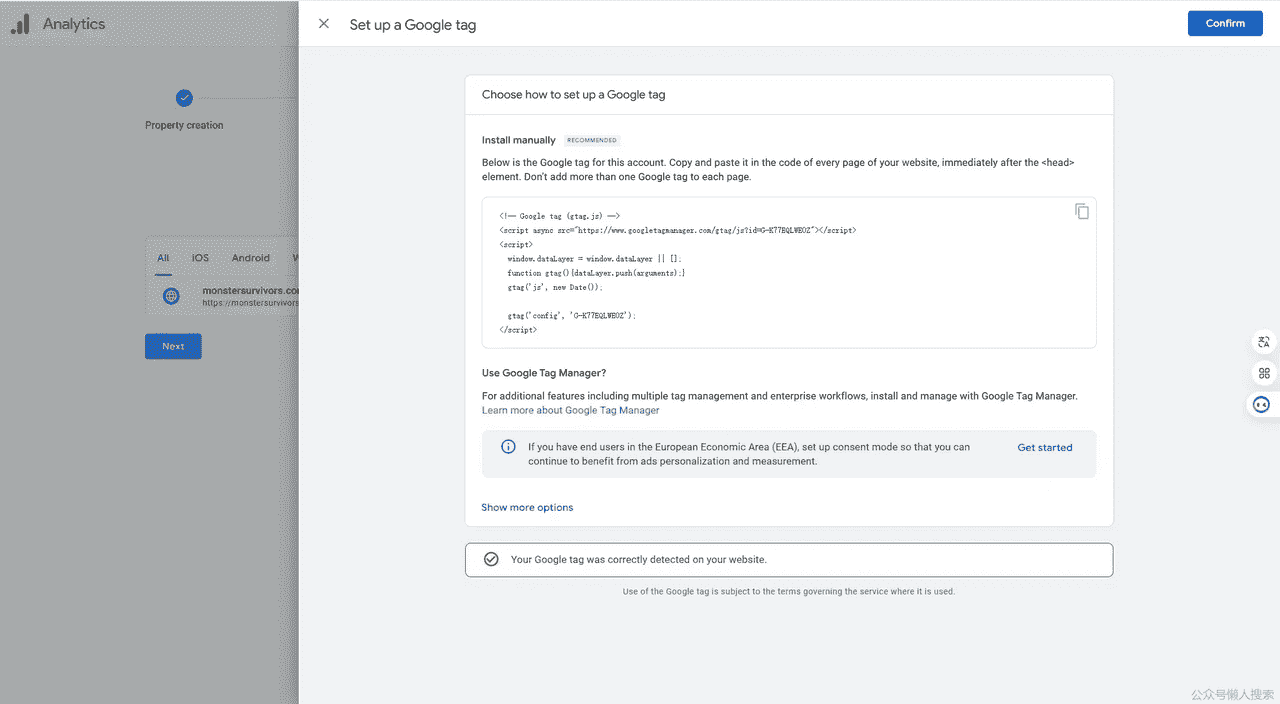 Analytics
Set up a Google tag
Confirm
Property creation
Choose how to set up a Google tag
Install manually RECOMMENDED
Below is the Google tag for this account. Copy and paste it in the code of every page of your website, immediately after the <head>
element. Don't add more than one Google tag to each page.
<!-- Google tag (gtag.js) -->
<script async src="https://www.googletagmanager.com/gtag/js?id=G-K77EQLWEOZ"></script>
<script>
window.dataLayer = window.dataLayer || [];
function gtag(){dataLayer.push(arguments);}
gtag('js', new Date());
gtag('config', 'G-K77EQLWEOZ');
</script>
All iOS Android W
monstersurvivors.co
https://monstersurvivors
Next
Use Google Tag Manager?
For additional features including multiple tag management and enterprise workflows, install and manage with Google Tag Manager.
Learn more about Google Tag Manager
If you have end users in the European Economic Area (EEA), set up consent mode so that you can
continue to benefit from ads personalization and measurement.
Get started
Show more options
Your Google tag was correctly detected on your website.
Use of the Google tag is subject to the terms governing the service where it is used.
公众号懒人搜索